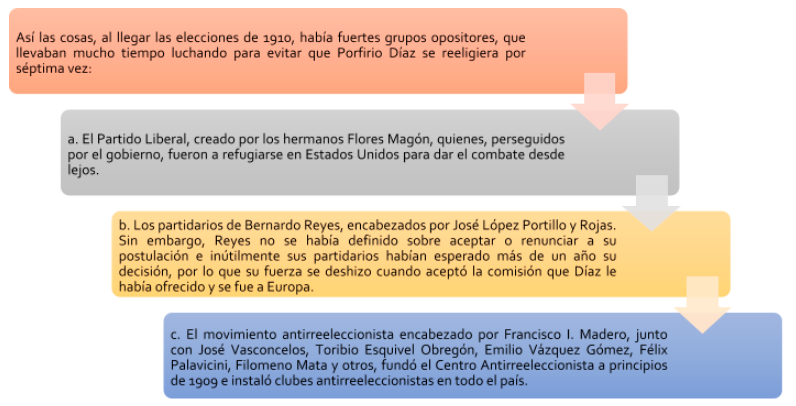 Así las cosas, al llegar las elecciones de 1910, había fuertes grupos opositores, que
llevaban mucho tiempo luchando para evitar que Porfirio Díaz se reeligiera por
séptima vez:
a. El Partido Liberal, creado por los hermanos Flores Magón, quienes, perseguidos
por el gobierno, fueron a refugiarse en Estados Unidos para dar el combate desde
lejos.
b. Los partidarios de Bernardo Reyes, encabezados por José López Portillo y Rojas.
Sin embargo, Reyes no se había definido sobre aceptar o renunciar a su
postulación e inútilmente sus partidarios habían esperado más de un año su
decisión, por lo que su fuerza se deshizo cuando aceptó la comisión que Díaz le
había ofrecido y se fue a Europa.
c. El movimiento antirreeleccionista encabezado por Francisco I. Madero, junto
con José Vasconcelos, Toribio Esquivel Obregón, Emilio Vázquez Gómez, Félix
Palavicini, Filomeno Mata y otros, fundó el Centro Antirreeleccionista a principios
de 1909 e instaló clubes antirreeleccionistas en todo el país.